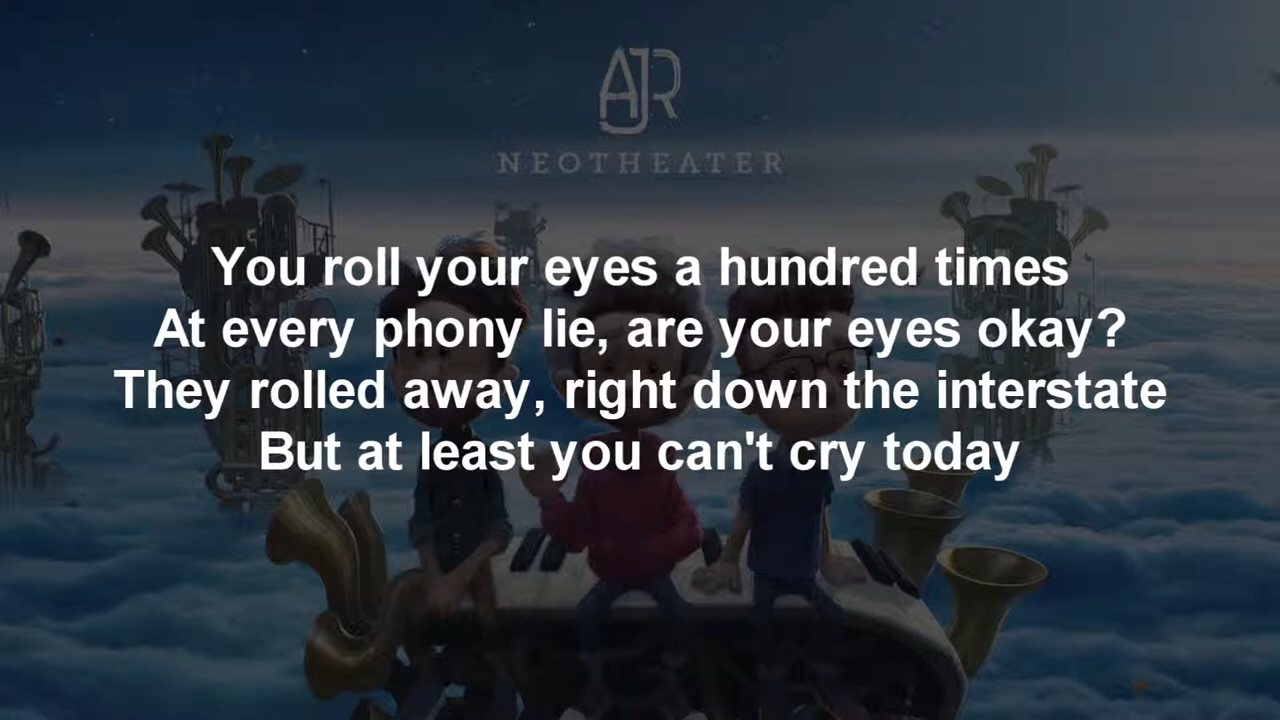 AJR
NEOTHEATER
You roll your eyes a hundred times
At every phony lie, are your eyes okay?
They rolled away, right down the interstate
But at least you can't cry today